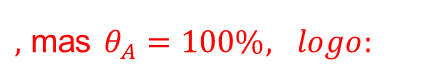 , mas θ_A = 100%, logo: